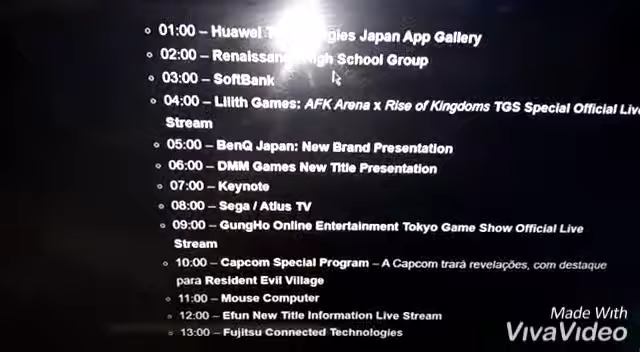 01:00 – Huawei Japan App Gallery
02:00 – School Group
03:00 – SoftBank
04:00 – Lilith Games: AFK Arena x Rise of Kingdoms TGS Special Official Live
Stream
05:00 – BenQ Japan: New Brand Presentation
06:00 – DMM Games New Title Presentation
07:00 – Keynote
08:00 – Sega / Atlus TV
09:00 – GungHo Online Entertainment Tokyo Game Show Official Live
Stream
10:00 – Capcom Special Program – A Capcom trará revelações, com destaque
para Resident Evil Village
11:00 – Mouse Computer
12:00 – Efun New Title Information Live Stream
13:00 – Fujitsu Connected Technologies
Made With
VivaVideo